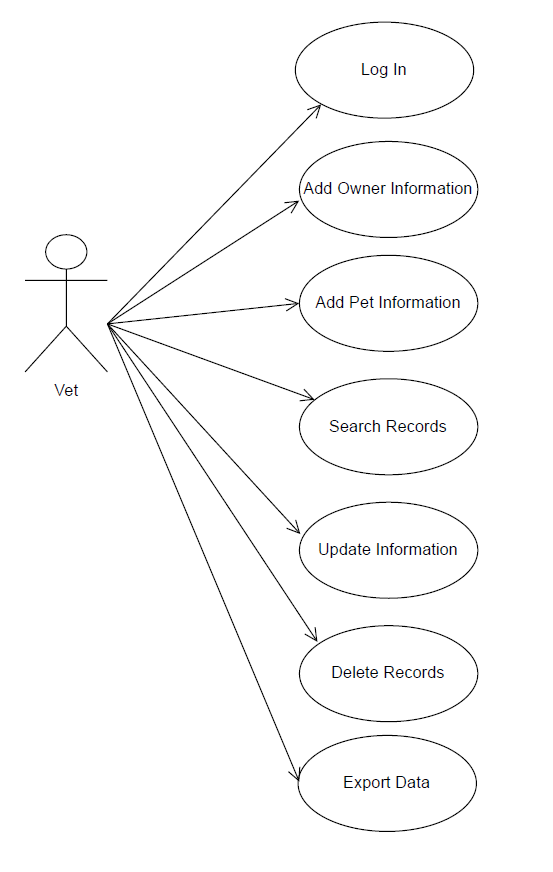 Log In
Add Owner Information
Add Pet Information
Vet
Search Records
Update Information
Delete Records
Export Data